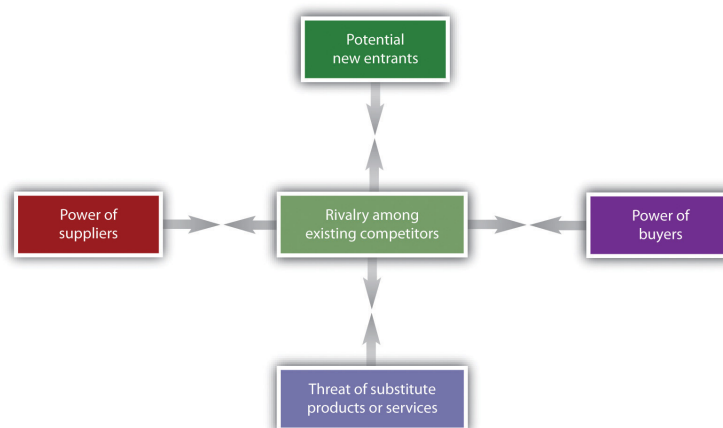 Potential
new entrants
Power of
suppliers
Rivalry among
existing competitors
Power of
buyers
Threat of substitute
products or services